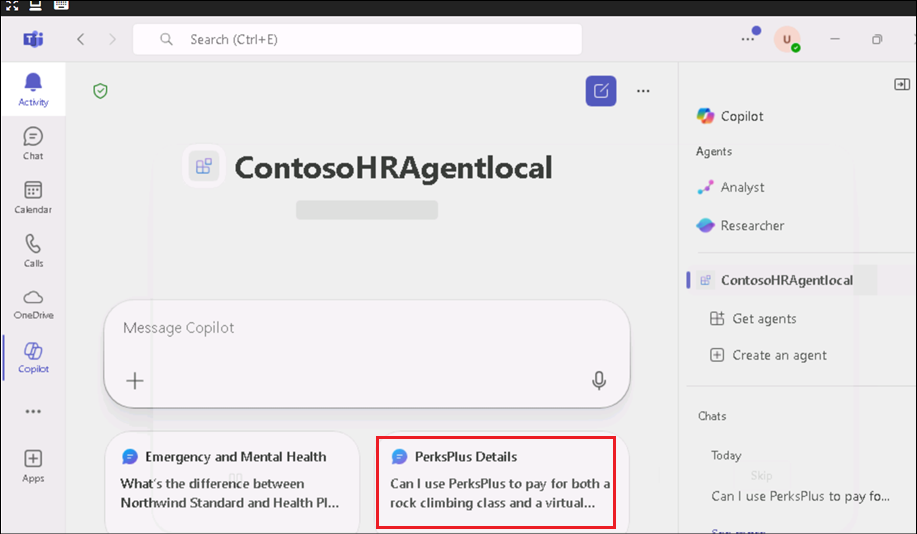 Search (Ctrl+E)
U
Activity
Chat
Calendar
Calls
OneDrive
Copilot
Apps
ContosoHRAgentlocal
Message Copilot
Emergency and Mental Health
What's the difference between
Northwind Standard and Health Pl...
PerksPlus Details
Can I use PerksPlus to pay for both a
rock climbing class and a virtual...
Copilot
Agents
Analyst
Researcher
ContosoHRAgentlocal
Get agents
Create an agent
Chats
Today
Skip
Can I use PerksPlus to pay fo...
See more